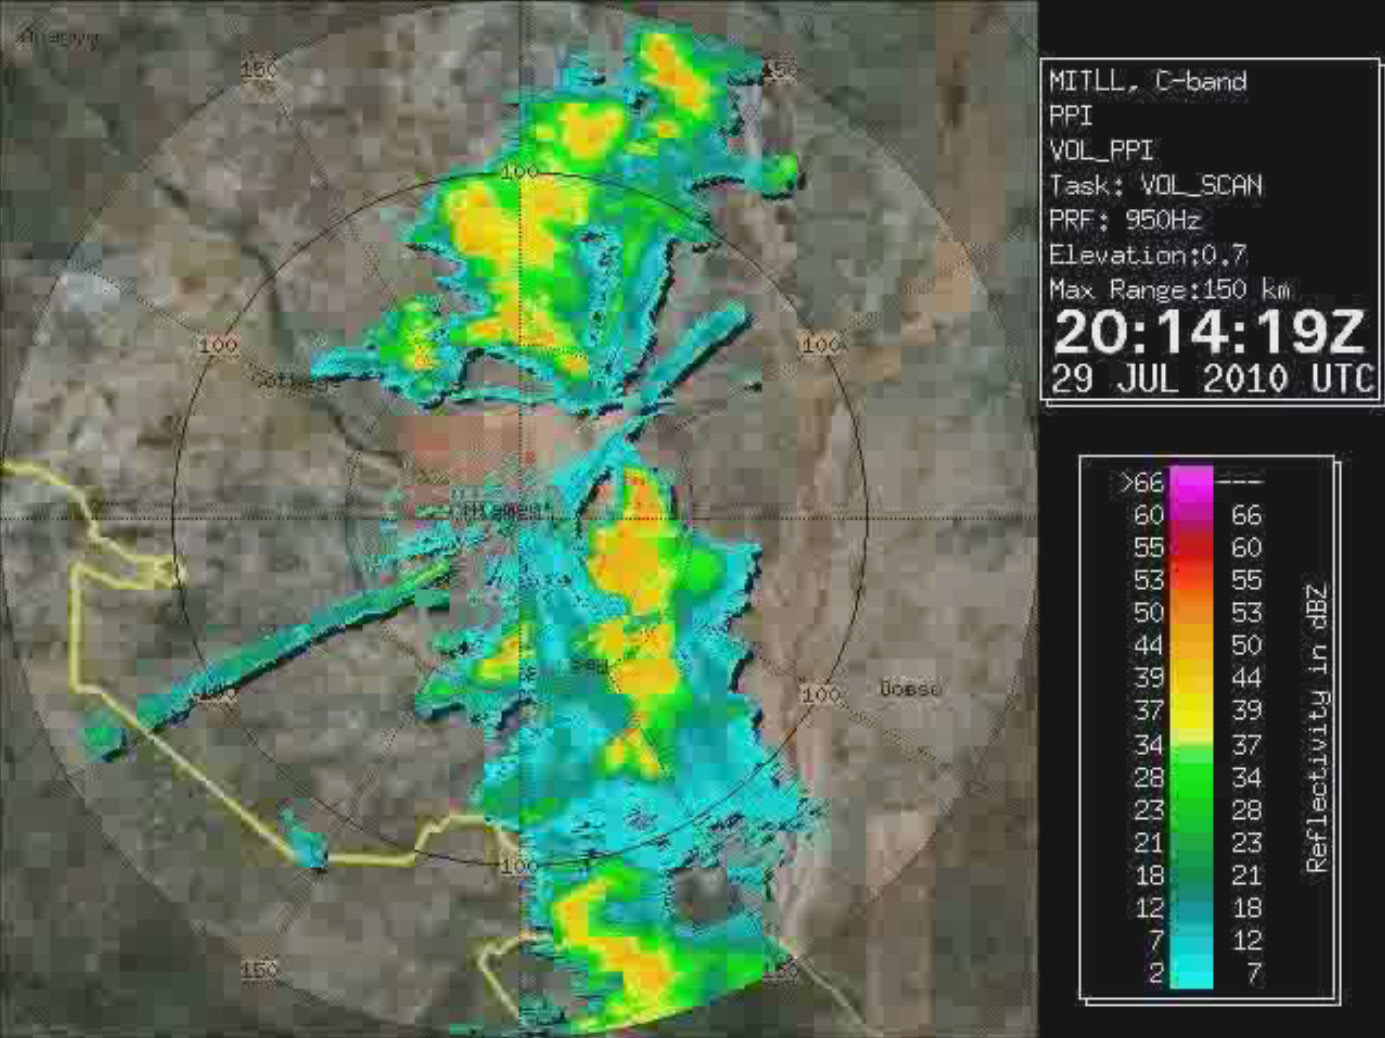 150
150
100
100
100
Niamey
Say
100
100
Dosso
100
150
150
MITLL, C-band
PPI
VOL_PPI
Task: VOL_SCAN
PRF: 950Hz
Elevation:0.7
Max Range:150 km
20:14:19Z
29 JUL 2010 UTC
>66
60 66
55 60
53 55
50 53
44 50
39 44
37 39
34 37
28 34
23 28
21 23
18 21
12 18
7 12
2 7
Reflectivity in dBZ